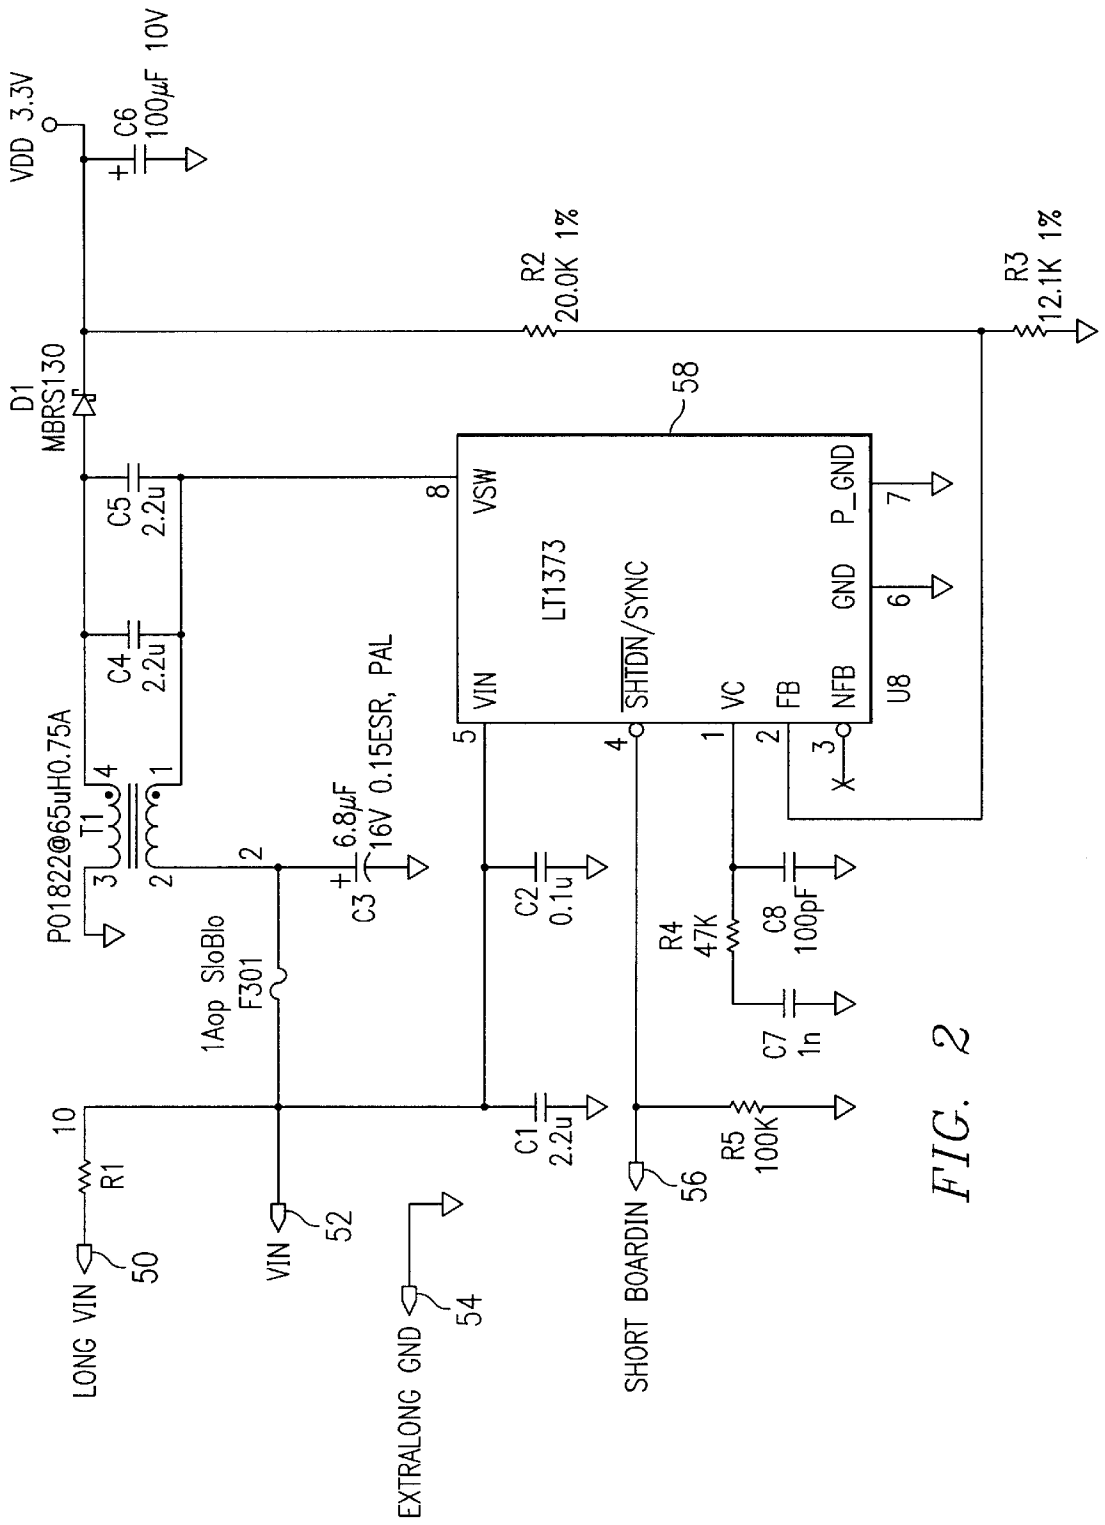 VDD 3.3V
+
C6
100µF 10V
D1
MBRS130
R2
20.0K 1%
R3
12.1K 1%
P01822@65uH0.75A
T1
3
4
2
1
C4
2.2u
C5
2.2u
1Aop SloBlo
F301
2
+
6.8µF
16V 0.15ESR, PAL
C3
10
R1
LONG VIN
50
VIN
52
EXTRALONG GND
54
SHORT BOARDIN
56
C1
2.2u
C2
0.1u
R5
100K
R4
47K
C7
1n
C8
100pF
58
LT1373
5
VIN
8
VSW
4
SHTDN/SYNC
1
VC
2
FB
3
NFB
X
GND
6
P_GND
7
U8
FIG. 2